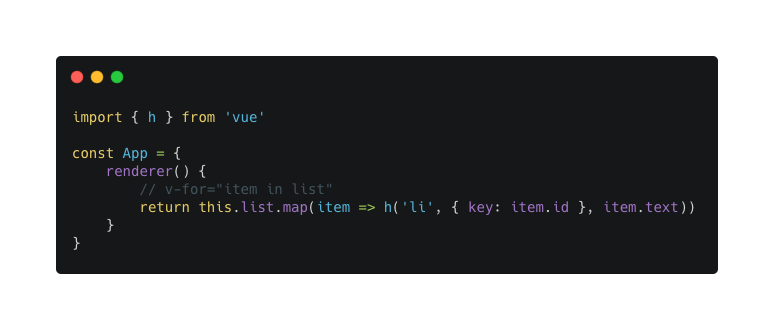 import { h } from 'vue'

const App = {
    renderer() {
        // v-for="item in list"
        return this.list.map(item => h('li', { key: item.id }, item.text))
    }
}